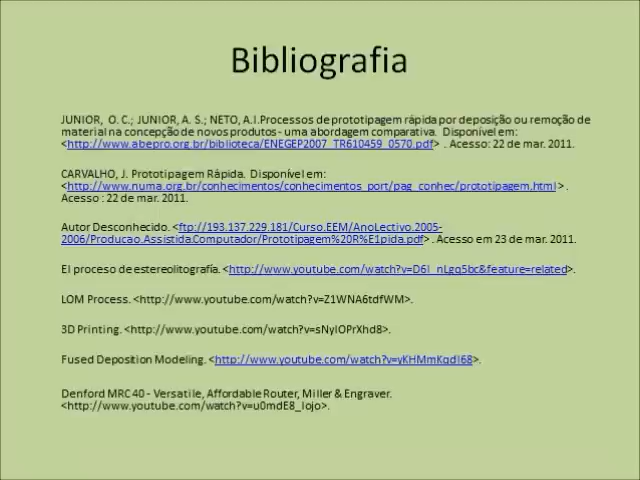 Bibliografia
JUNIOR, O. C.; JUNIOR, A. S.; NETO, A.I.Processos de prototipagem rápida por deposição ou remoção de
material na concepção de novos produtos - uma abordagem comparativa. Disponível em:
<http://www.abepro.org.br/biblioteca/ENEGEP2007_TR610459_0570.pdf> . Acesso: 22 de mar. 2011.
CARVALHO, J. Prototipagem Rápida. Disponível em:
<http://www.numa.org.br/conhecimentos/conhecimentos_port/pag_conhec/prototipagem.html> .
Acesso : 22 de mar. 2011.
Autor Desconhecido. <ftp://193.137.229.181/Curso.EEM/AnoLectivo.2005-
2006/Producao.Assistida.Computador/Prototipagem%20R%E1pida.pdf> . Acesso em 23 de mar. 2011.
El proceso de estereolitografía. <http://www.youtube.com/watch?v=D6I_nLgq5bc&feature=related>.
LOM Process. <http://www.youtube.com/watch?v=Z1WNA6tdfWM>.
3D Printing. <http://www.youtube.com/watch?v=sNyIOPrXhd8>.
Fused Deposition Modeling. <http://www.youtube.com/watch?v=yKHMmKqdI68>.
Denford MRC 40 - Versatile, Affordable Router, Miller & Engraver.
<http://www.youtube.com/watch?v=u0mdE8_lojo>.